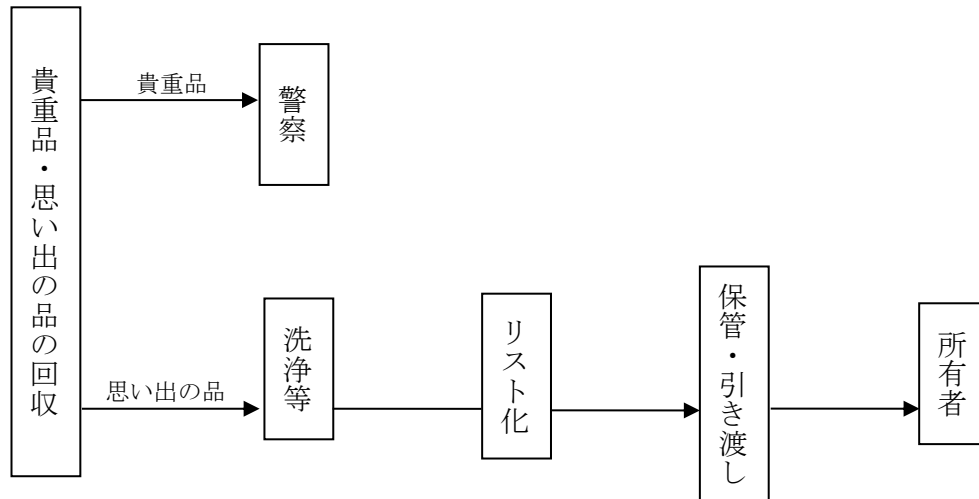 貴重品・思い出の品の回収
貴重品
警察
思い出の品
洗浄等
リスト化
保管・引き渡し
所有者